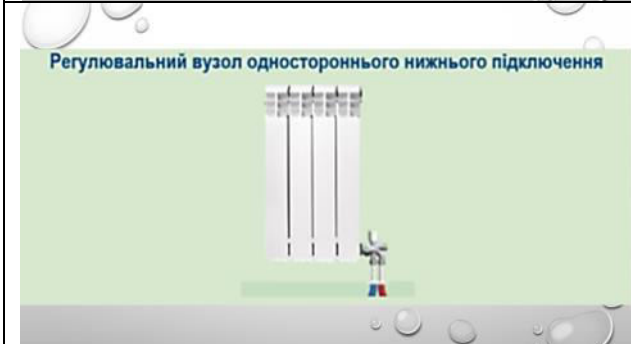 Регулювальний вузол одностороннього нижнього підключення